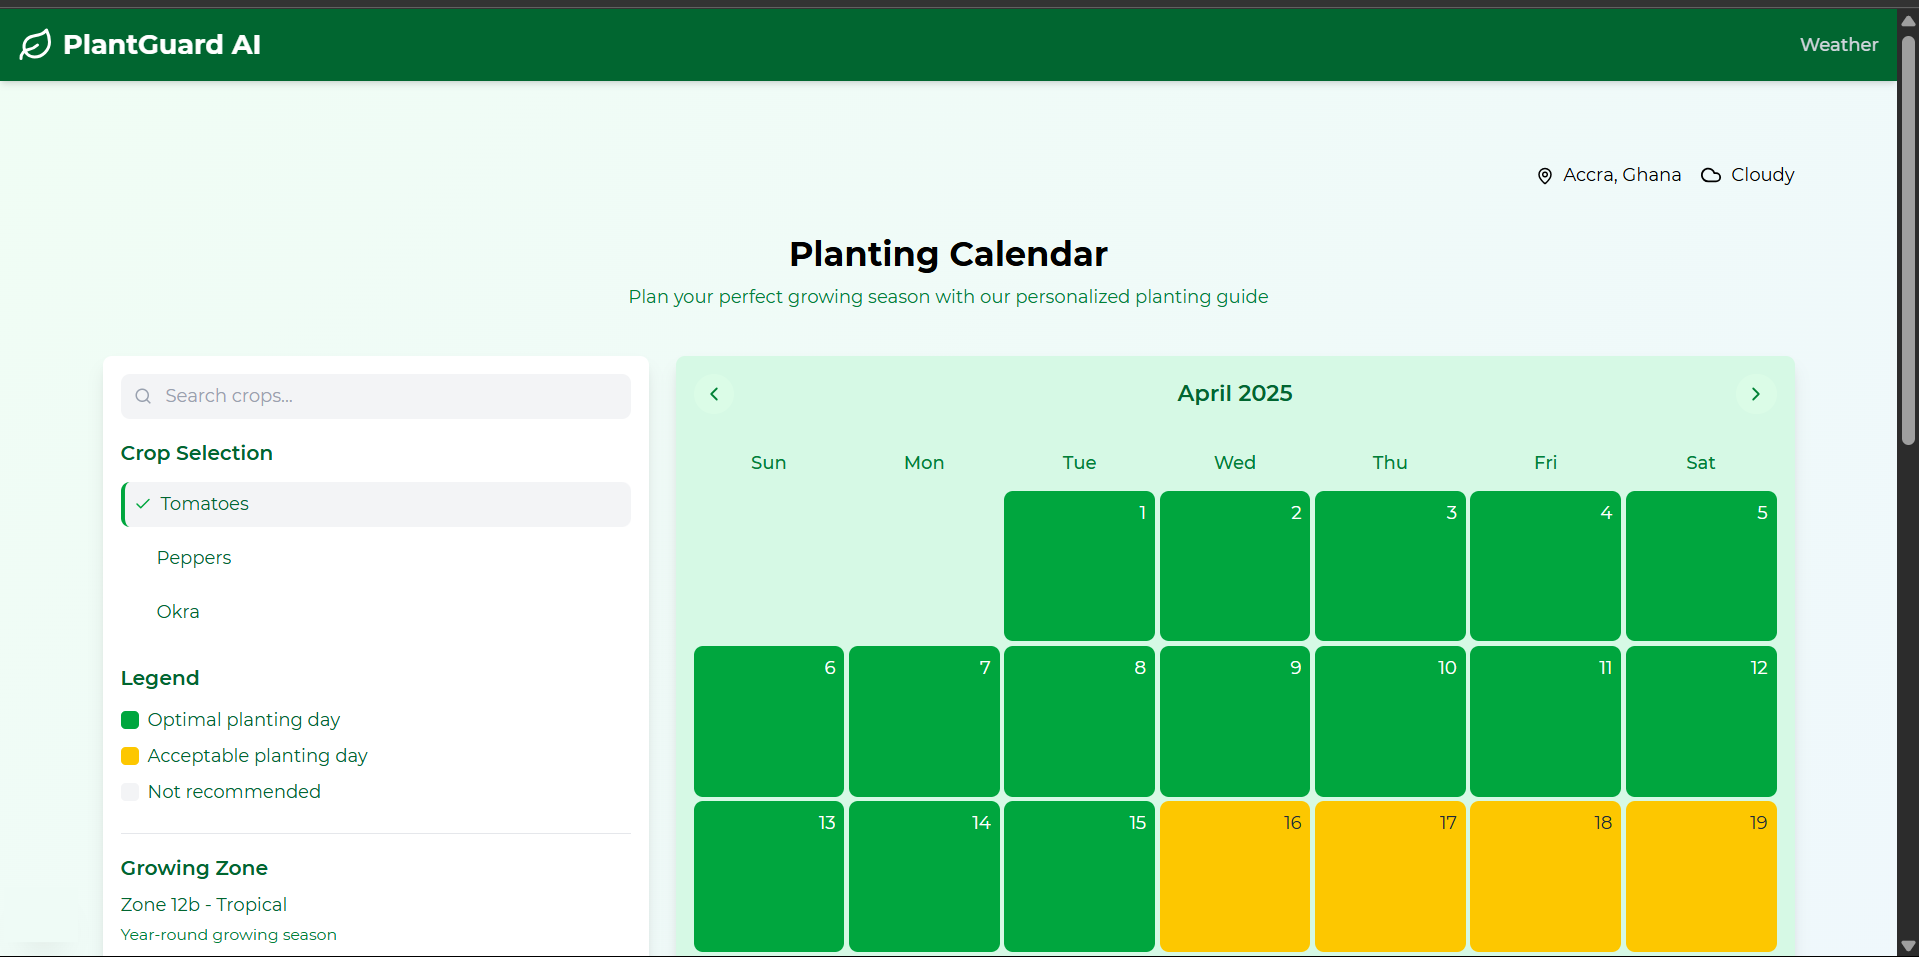 PlantGuard AI
Weather
Accra, Ghana
Cloudy
Planting Calendar
Plan your perfect growing season with our personalized planting guide
Search crops...
Crop Selection
Tomatoes
Peppers
Okra
Legend
Optimal planting day
Acceptable planting day
Not recommended
Growing Zone
Zone 12b - Tropical
Year-round growing season
April 2025
Sun Mon Tue Wed Thu Fri Sat
1 2 3 4 5
6 7 8 9 10 11 12
13 14 15 16 17 18 19